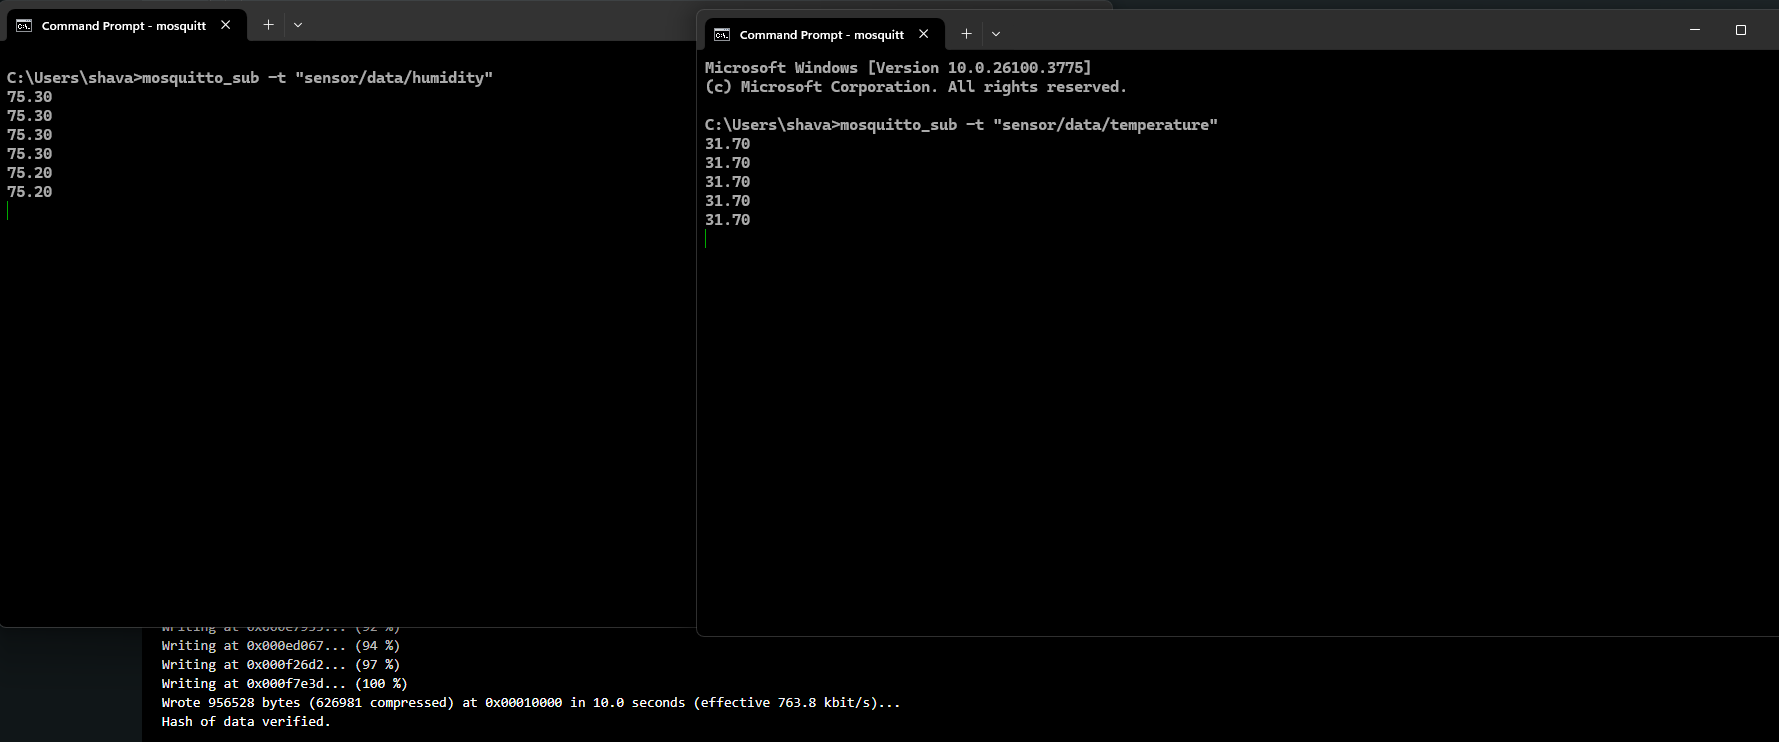 Command Prompt - mosquitt
C:\Users\shava>mosquitto_sub -t "sensor/data/humidity"
75.30
75.30
75.30
75.30
75.20
75.20
Command Prompt - mosquitt
Microsoft Windows [Version 10.0.26100.3775]
(c) Microsoft Corporation. All rights reserved.
C:\Users\shava>mosquitto_sub -t "sensor/data/temperature"
31.70
31.70
31.70
31.70
31.70
Writing at 0x000ed067... (94 %)
Writing at 0x000f26d2... (97 %)
Writing at 0x000f7e3d... (100 %)
Wrote 956528 bytes (626981 compressed) at 0x00010000 in 10.0 seconds (effective 763.8 kbit/s)...
Hash of data verified.